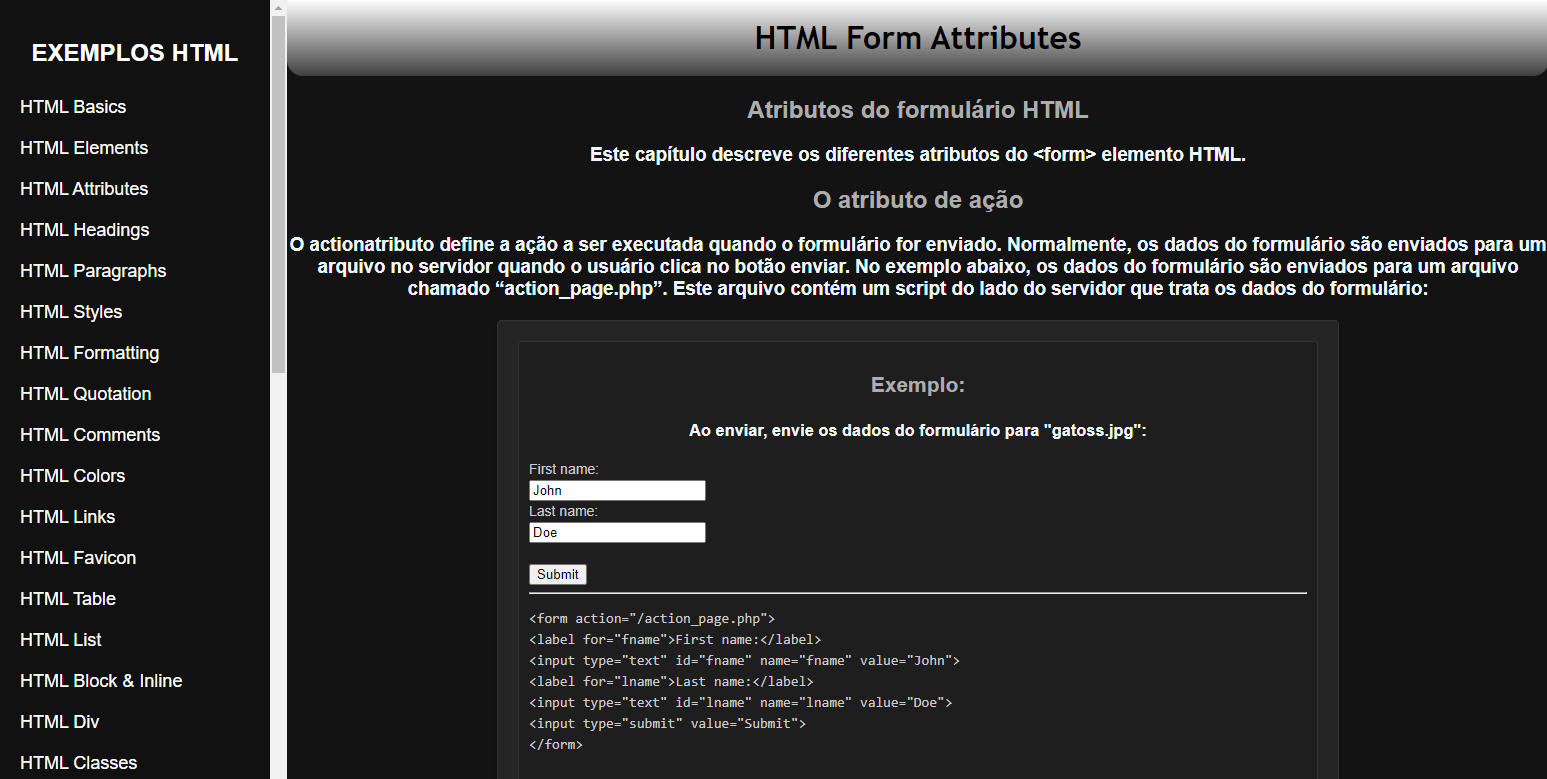 EXEMPLOS HTML
HTML Basics
HTML Elements
HTML Attributes
HTML Headings
HTML Paragraphs
HTML Styles
HTML Formatting
HTML Quotation
HTML Comments
HTML Colors
HTML Links
HTML Favicon
HTML Table
HTML List
HTML Block & Inline
HTML Div
HTML Classes
HTML Form Attributes
Atributos do formulário HTML
Este capítulo descreve os diferentes atributos do <form> elemento HTML.
O atributo de ação
O actionatributo define a ação a ser executada quando o formulário for enviado. Normalmente, os dados do formulário são enviados para um
arquivo no servidor quando o usuário clica no botão enviar. No exemplo abaixo, os dados do formulário são enviados para um arquivo
chamado “action_page.php”. Este arquivo contém um script do lado do servidor que trata os dados do formulário:
Exemplo:
Ao enviar, envie os dados do formulário para "gatoss.jpg":
First name:
John
Last name:
Doe
Submit
<form action="/action_page.php">
<label for="fname">First name:</label>
<input type="text" id="fname" name="fname" value="John">
<label for="lname">Last name:</label>
<input type="text" id="lname" name="lname" value="Doe">
<input type="submit" value="Submit">
</form>